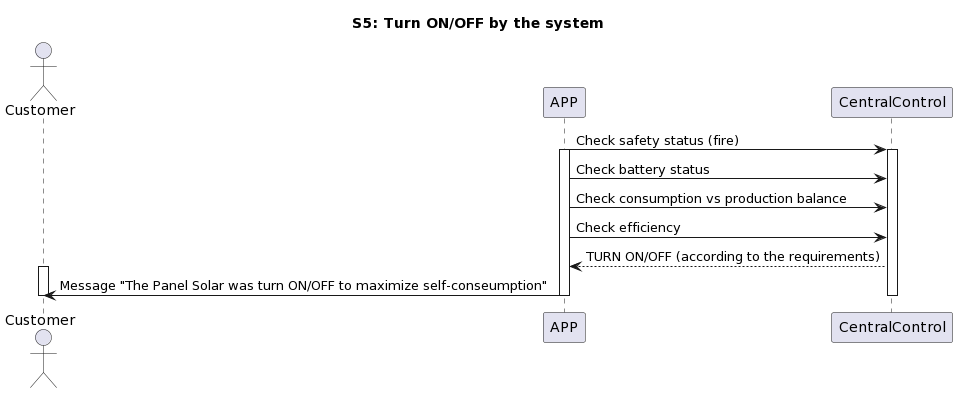 S5: Turn ON/OFF by the system
Customer
APP
CentralControl
Check safety status (fire)
Check battery status
Check consumption vs production balance
Check efficiency
TURN ON/OFF (according to the requirements)
Message "The Panel Solar was turn ON/OFF to maximize self-conseumption"
Customer
APP
CentralControl